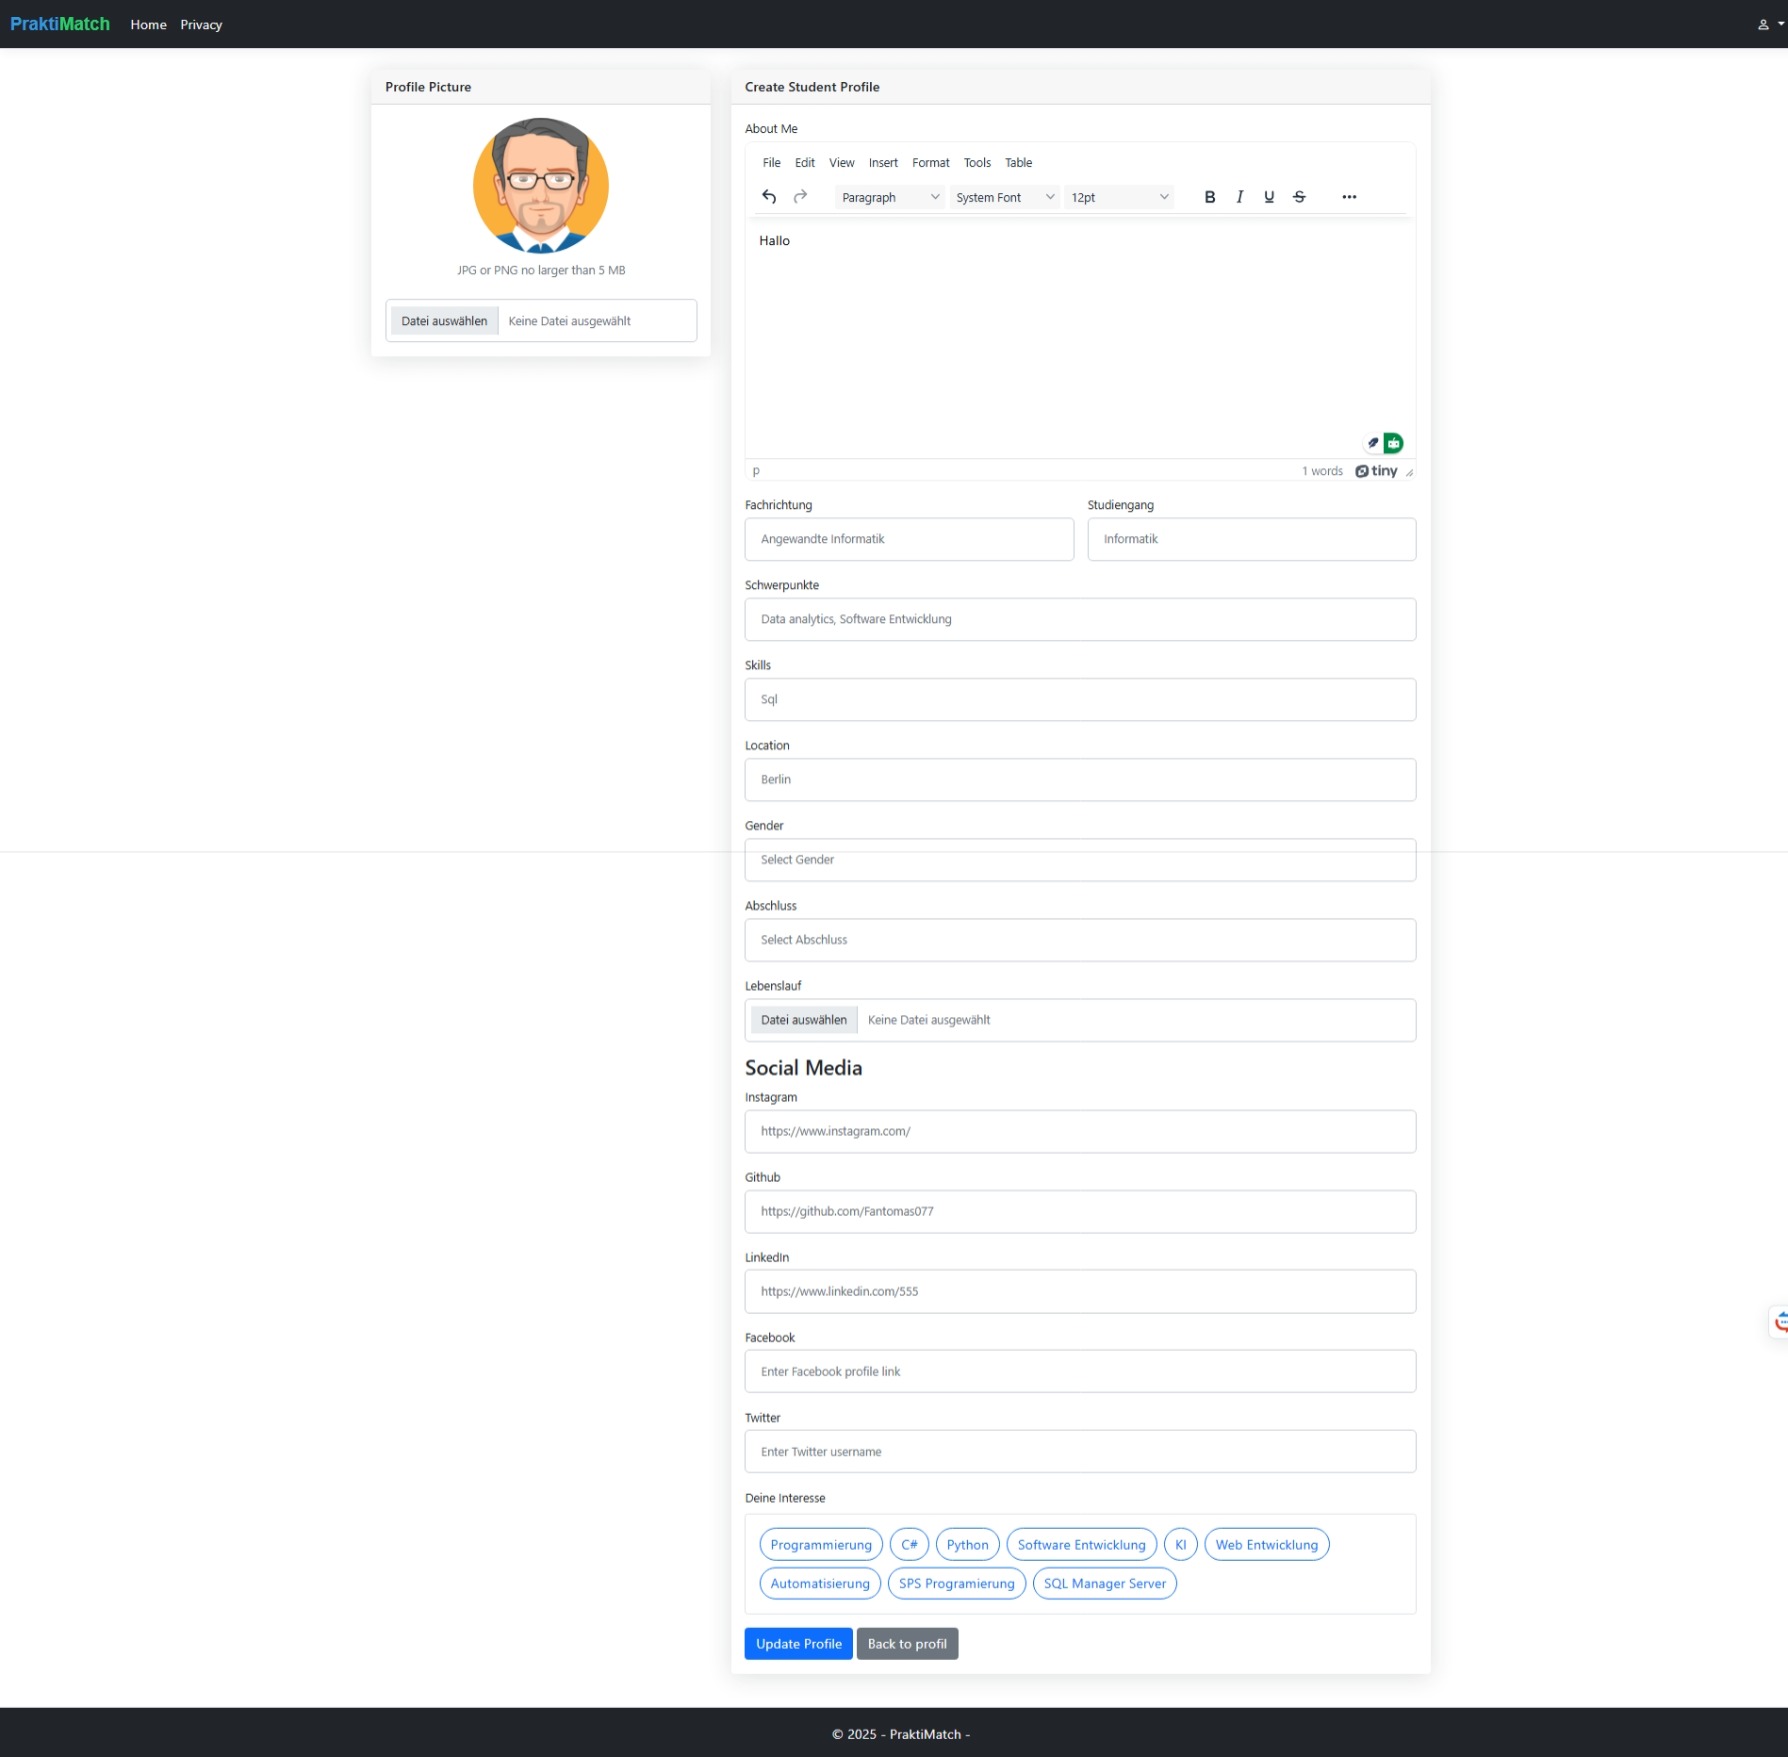 PraktiMatch Home Privacy
Profile Picture
JPG or PNG no larger than 5 MB
Datei auswählen Keine Datei ausgewählt
Create Student Profile
About Me
File Edit View Insert Format Tools Table
Paragraph System Font 12pt B I U S ...
Hallo
p 1 words tiny
Fachrichtung Studiengang
Angewandte Informatik Informatik
Schwerpunkte
Data analytics, Software Entwicklung
Skills
Sql
Location
Berlin
Gender
Select Gender
Abschluss
Select Abschluss
Lebenslauf
Datei auswählen Keine Datei ausgewählt
Social Media
Instagram
https://www.instagram.com/
Github
https://github.com/Fantomas077
LinkedIn
https://www.linkedin.com/555
Facebook
Enter Facebook profile link
Twitter
Enter Twitter username
Deine Interesse
Programmierung C# Python Software Entwicklung KI Web Entwicklung
Automatisierung SPS Programierung SQL Manager Server
Update Profile Back to profil
© 2025 - PraktiMatch -